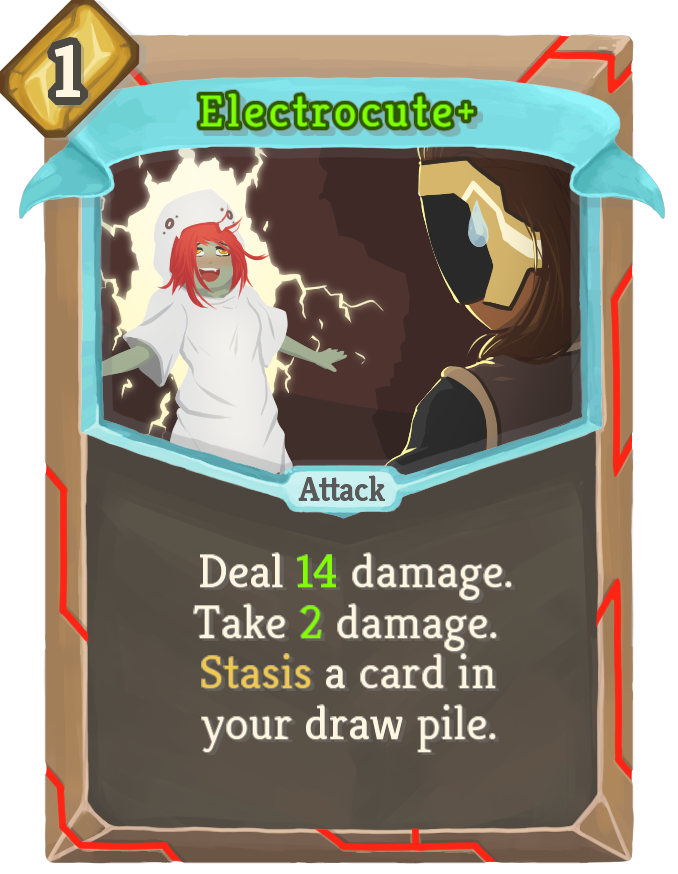 1
Electrocute+
Attack
Deal 14 damage.
Take 2 damage.
Stasis a card in
your draw pile.